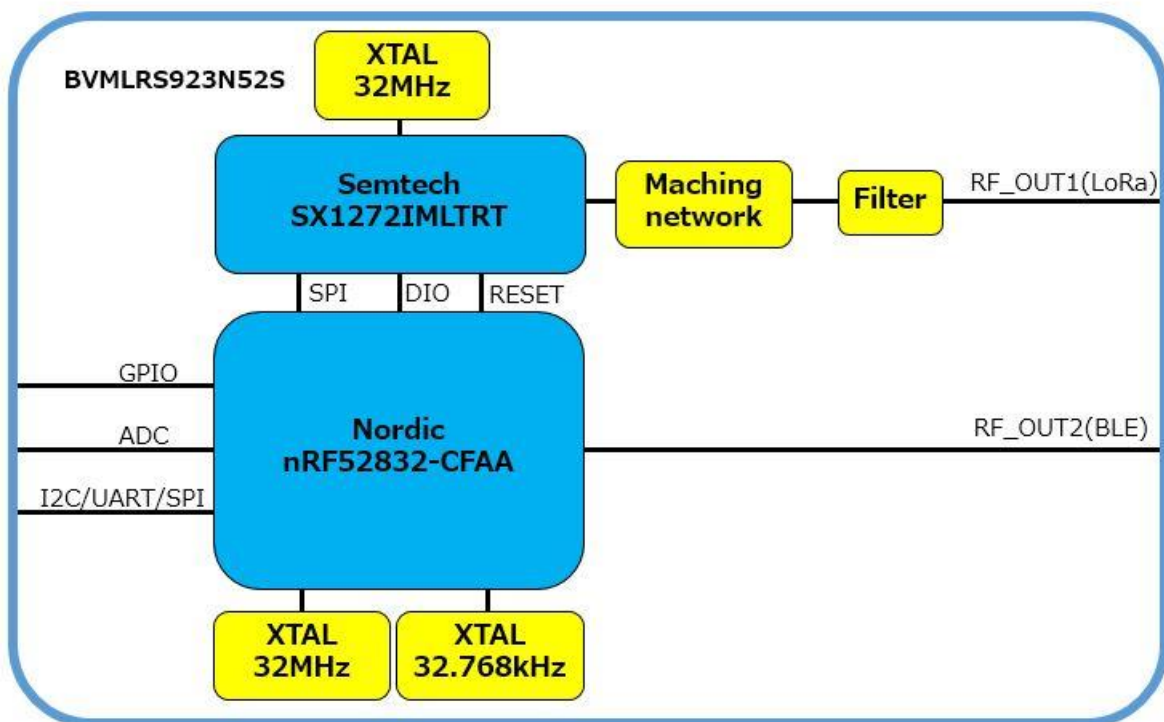 BVMLRS923N52S
XTAL
32MHz
Semtech
SX1272IMLTRT
Maching
network
Filter
RF_OUT1(LoRa)
SPI
DIO
RESET
GPIO
ADC
I2C/UART/SPI
Nordic
nRF52832-CFAA
RF_OUT2(BLE)
XTAL
32MHz
XTAL
32.768kHz